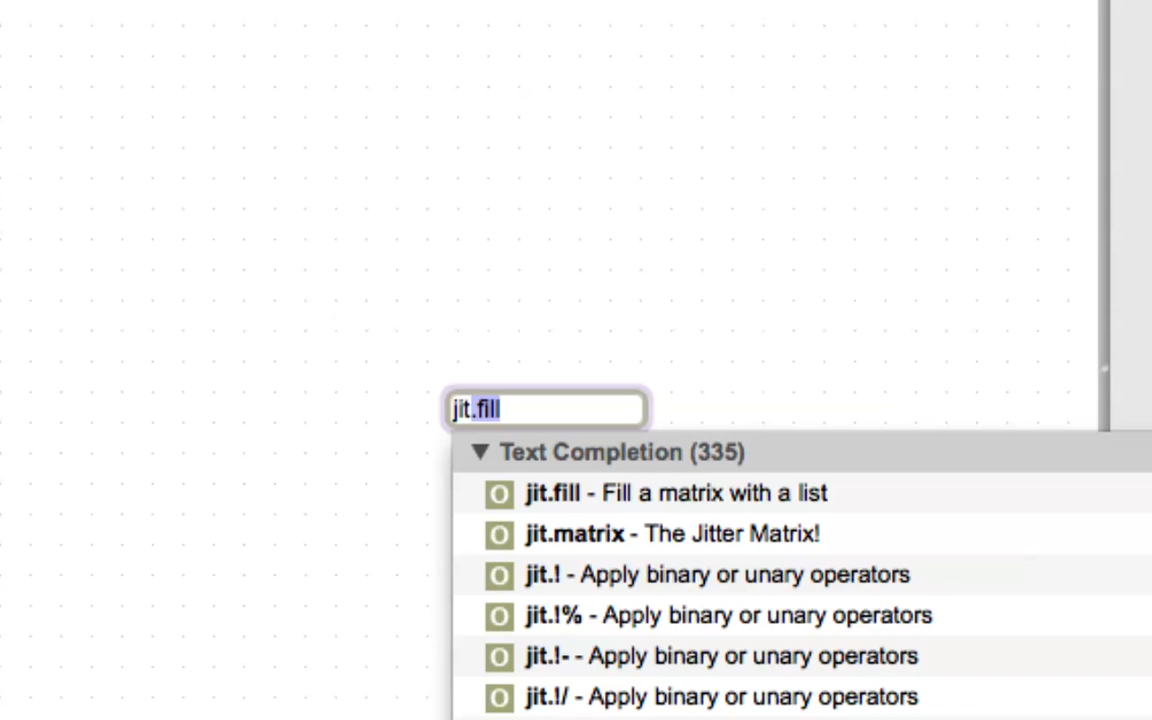 jit.fill
▼ Text Completion (335)
O jit.fill - Fill a matrix with a list
O jit.matrix - The Jitter Matrix!
O jit.! - Apply binary or unary operators
O jit.!% - Apply binary or unary operators
O jit.!- - Apply binary or unary operators
O jit.!/ - Apply binary or unary operators